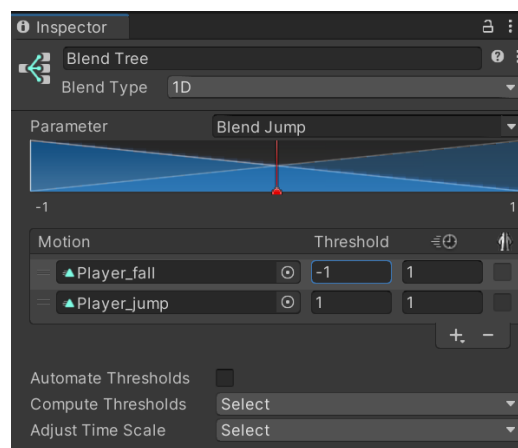 Inspector
Blend Tree
Blend Type 1D
Parameter Blend Jump
-1 1
Motion Threshold
Player_fall -1 1
Player_jump 1 1
+ −
Automate Thresholds
Compute Thresholds Select
Adjust Time Scale Select